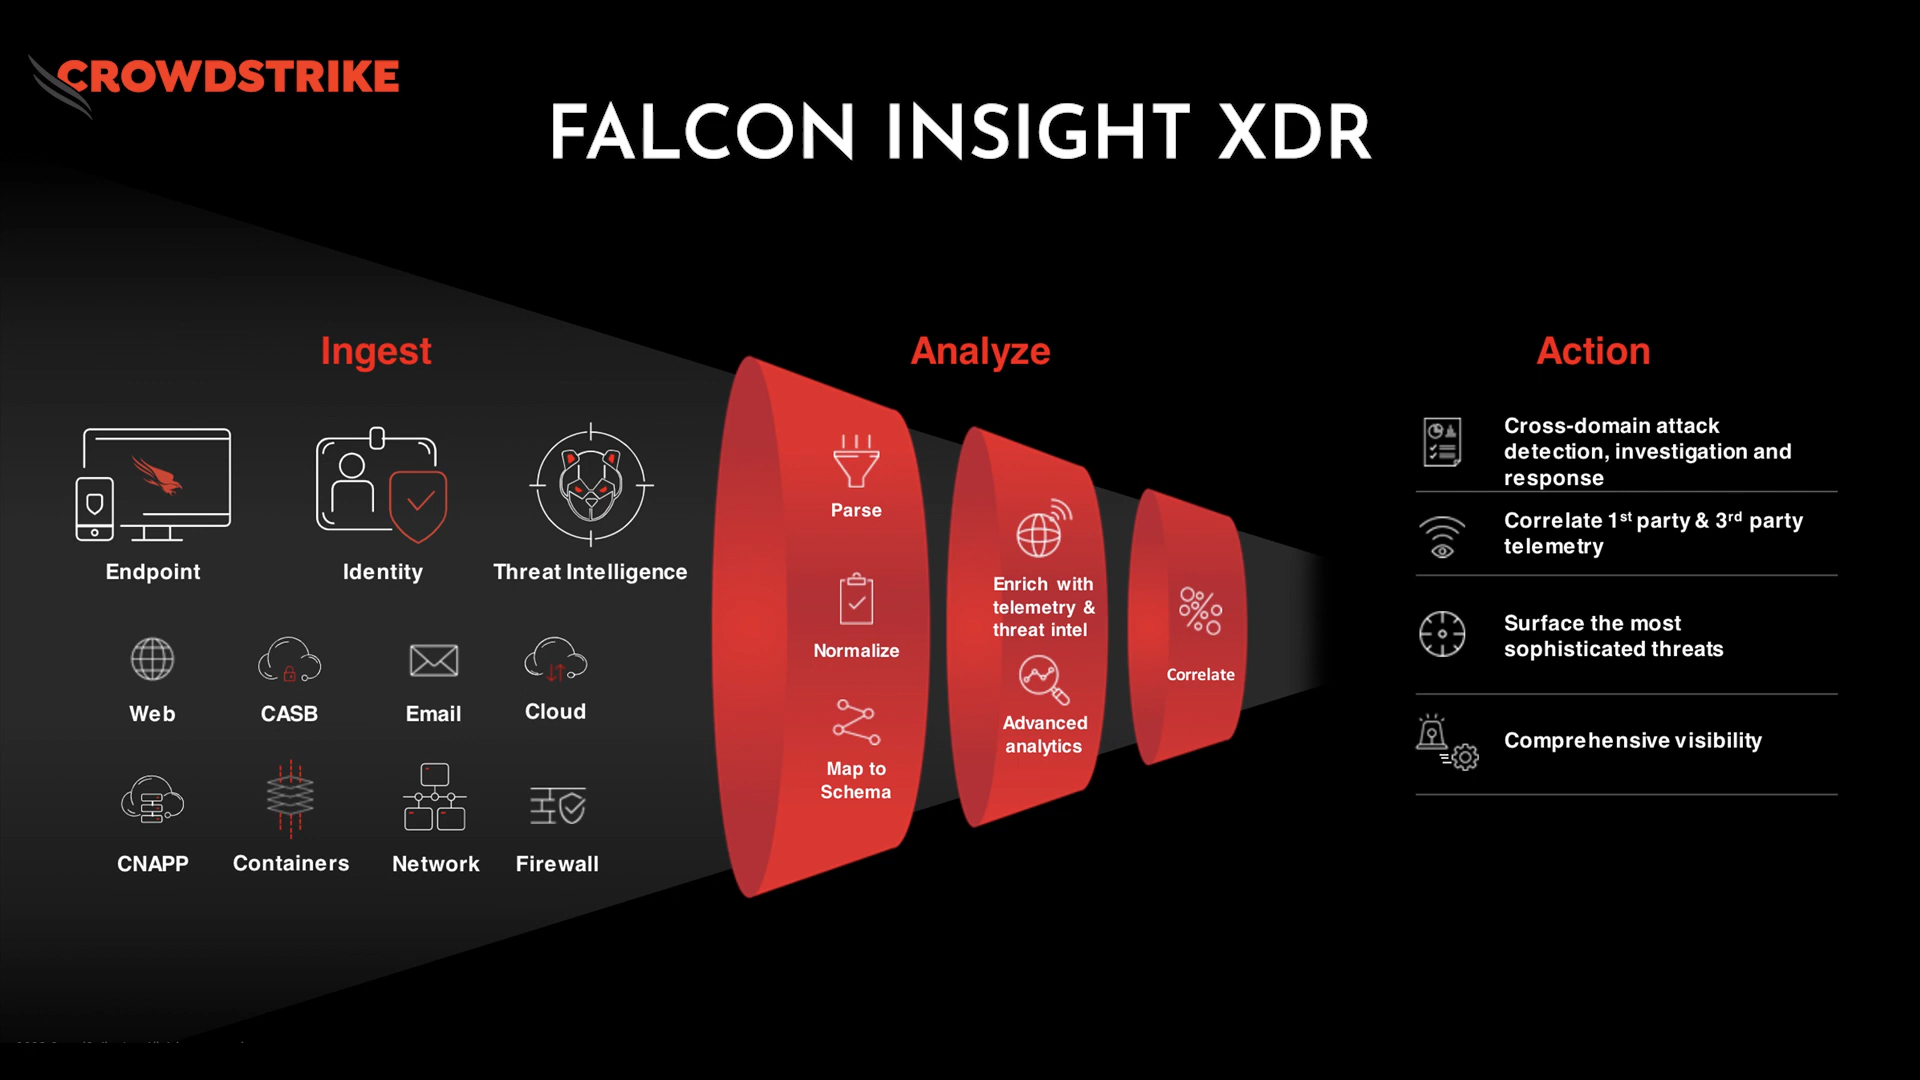 CROWDSTRIKE
FALCON INSIGHT XDR
Ingest
Endpoint
Identity
Threat Intelligence
Web
CASB
Email
Cloud
CNAPP
Containers
Network
Firewall
Analyze
Parse
Normalize
Map to
Schema
Enrich with
telemetry &
threat intel
Advanced
analytics
Correlate
Action
Cross-domain attack
detection, investigation and
response
Correlate 1st party & 3rd party
telemetry
Surface the most
sophisticated threats
Comprehensive visibility